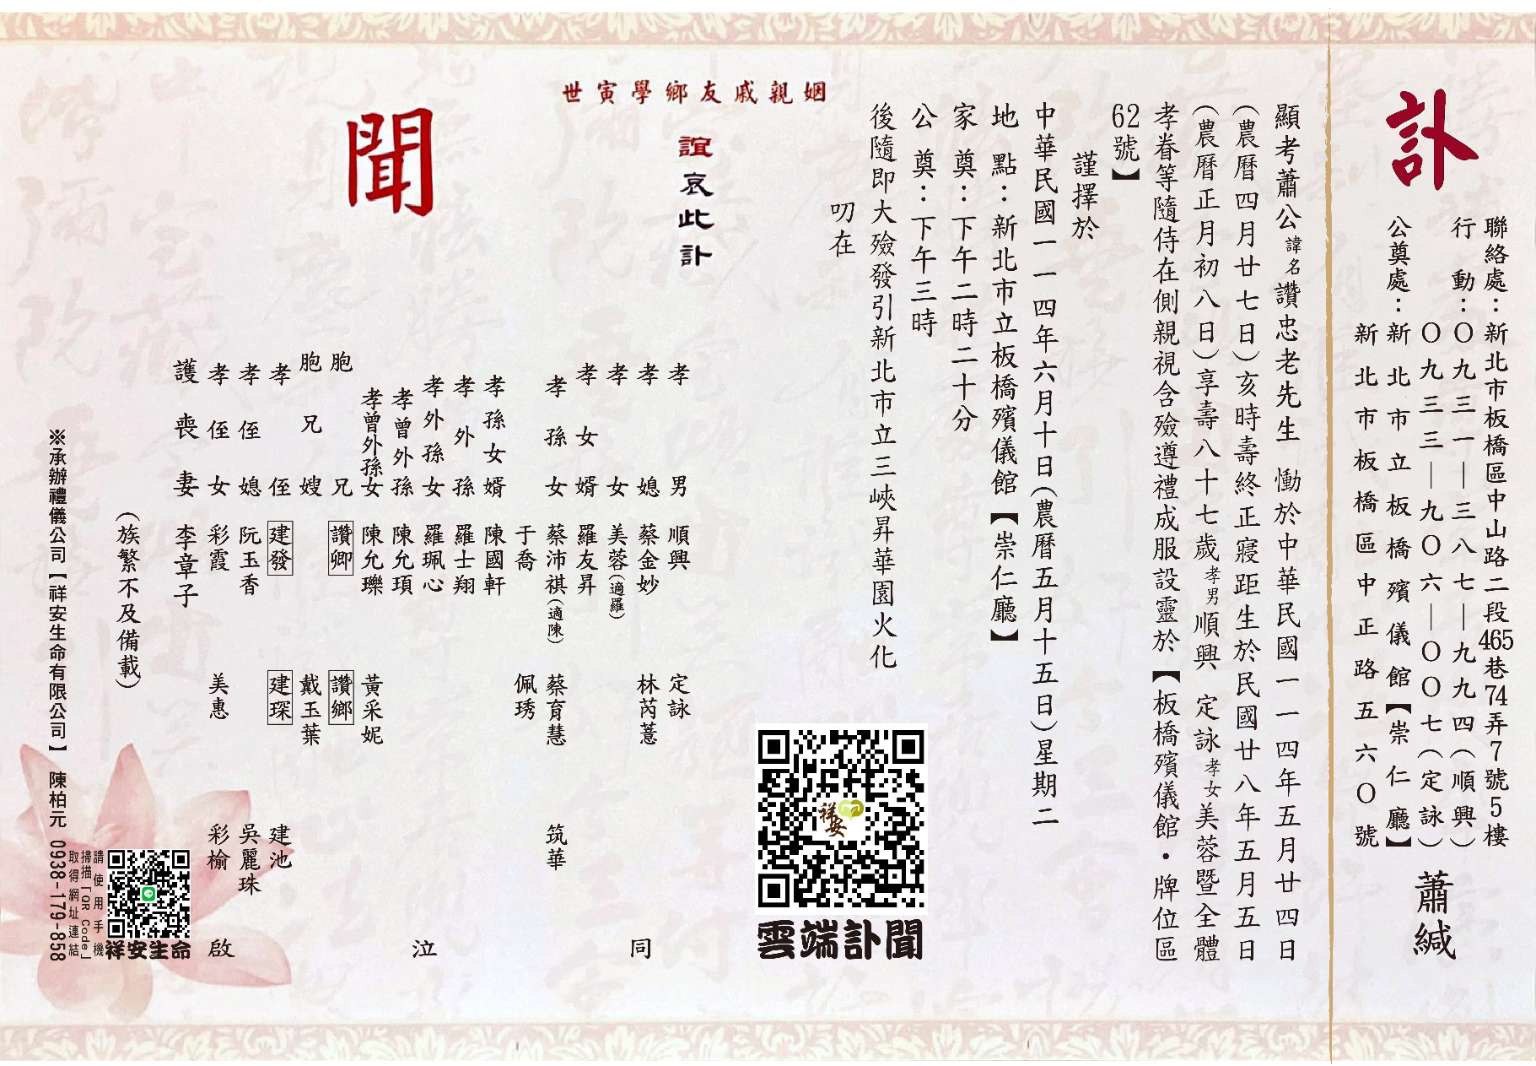 訃
聯絡處：新北市板橋區中山路二段465巷74弄7號5樓
行　動：〇九三一—三八七—九九四（順興）
〇九三三—九〇六—〇〇七（定詠）
公奠處：新北市立板橋殯儀館【崇仁廳】
新北市板橋區中正路五六〇號
蕭緘
顯考蕭公諱名讚忠老先生　慟於中華民國一一四年五月廿四日
（農曆四月廿七日）亥時壽終正寢距生於民國廿八年五月五日
（農曆正月初八日）享壽八十七歲孝男順興　定詠孝女美蓉暨全體
孝眷等隨侍在側親視含殮遵禮成服設靈於【板橋殯儀館・牌位區
62號】
謹擇於
中華民國一一四年六月十日（農曆五月十五日）星期二
地　點：新北市立板橋殯儀館【崇仁廳】
家　奠：下午二時二十分
公　奠：下午三時
後隨即大殮發引新北市立三峽昇華園火化
叨在
姻親戚友鄉學寅世
誼哀此訃
雲端訃聞
聞
孝男　順興　定詠
孝媳　蔡金妙　林芮薏
孝女　美蓉（適羅）
孝女婿　羅友昇
孝孫女　蔡沛祺（適陳）　蔡育慧　筑華
于喬　佩琇
孝孫女婿　陳國軒
孝外孫　羅士翔
孝外孫女　羅珮心
孝曾外孫　陳允頊
孝曾外孫女　陳允瓅　黃采妮
胞兄　讚卿　讚鄉
胞兄嫂　戴玉葉
孝侄　建發　建琛　建池
孝侄媳　阮玉香　吳麗珠
孝侄女　彩霞　美惠　彩榆
護喪妻　李章子
同
泣
啟
（族繁不及備載）
※承辦禮儀公司【祥安生命有限公司】　陳柏元　0938-179-858
請使用手機
掃描「QR Code」
取得網址連結
祥安生命
祥安